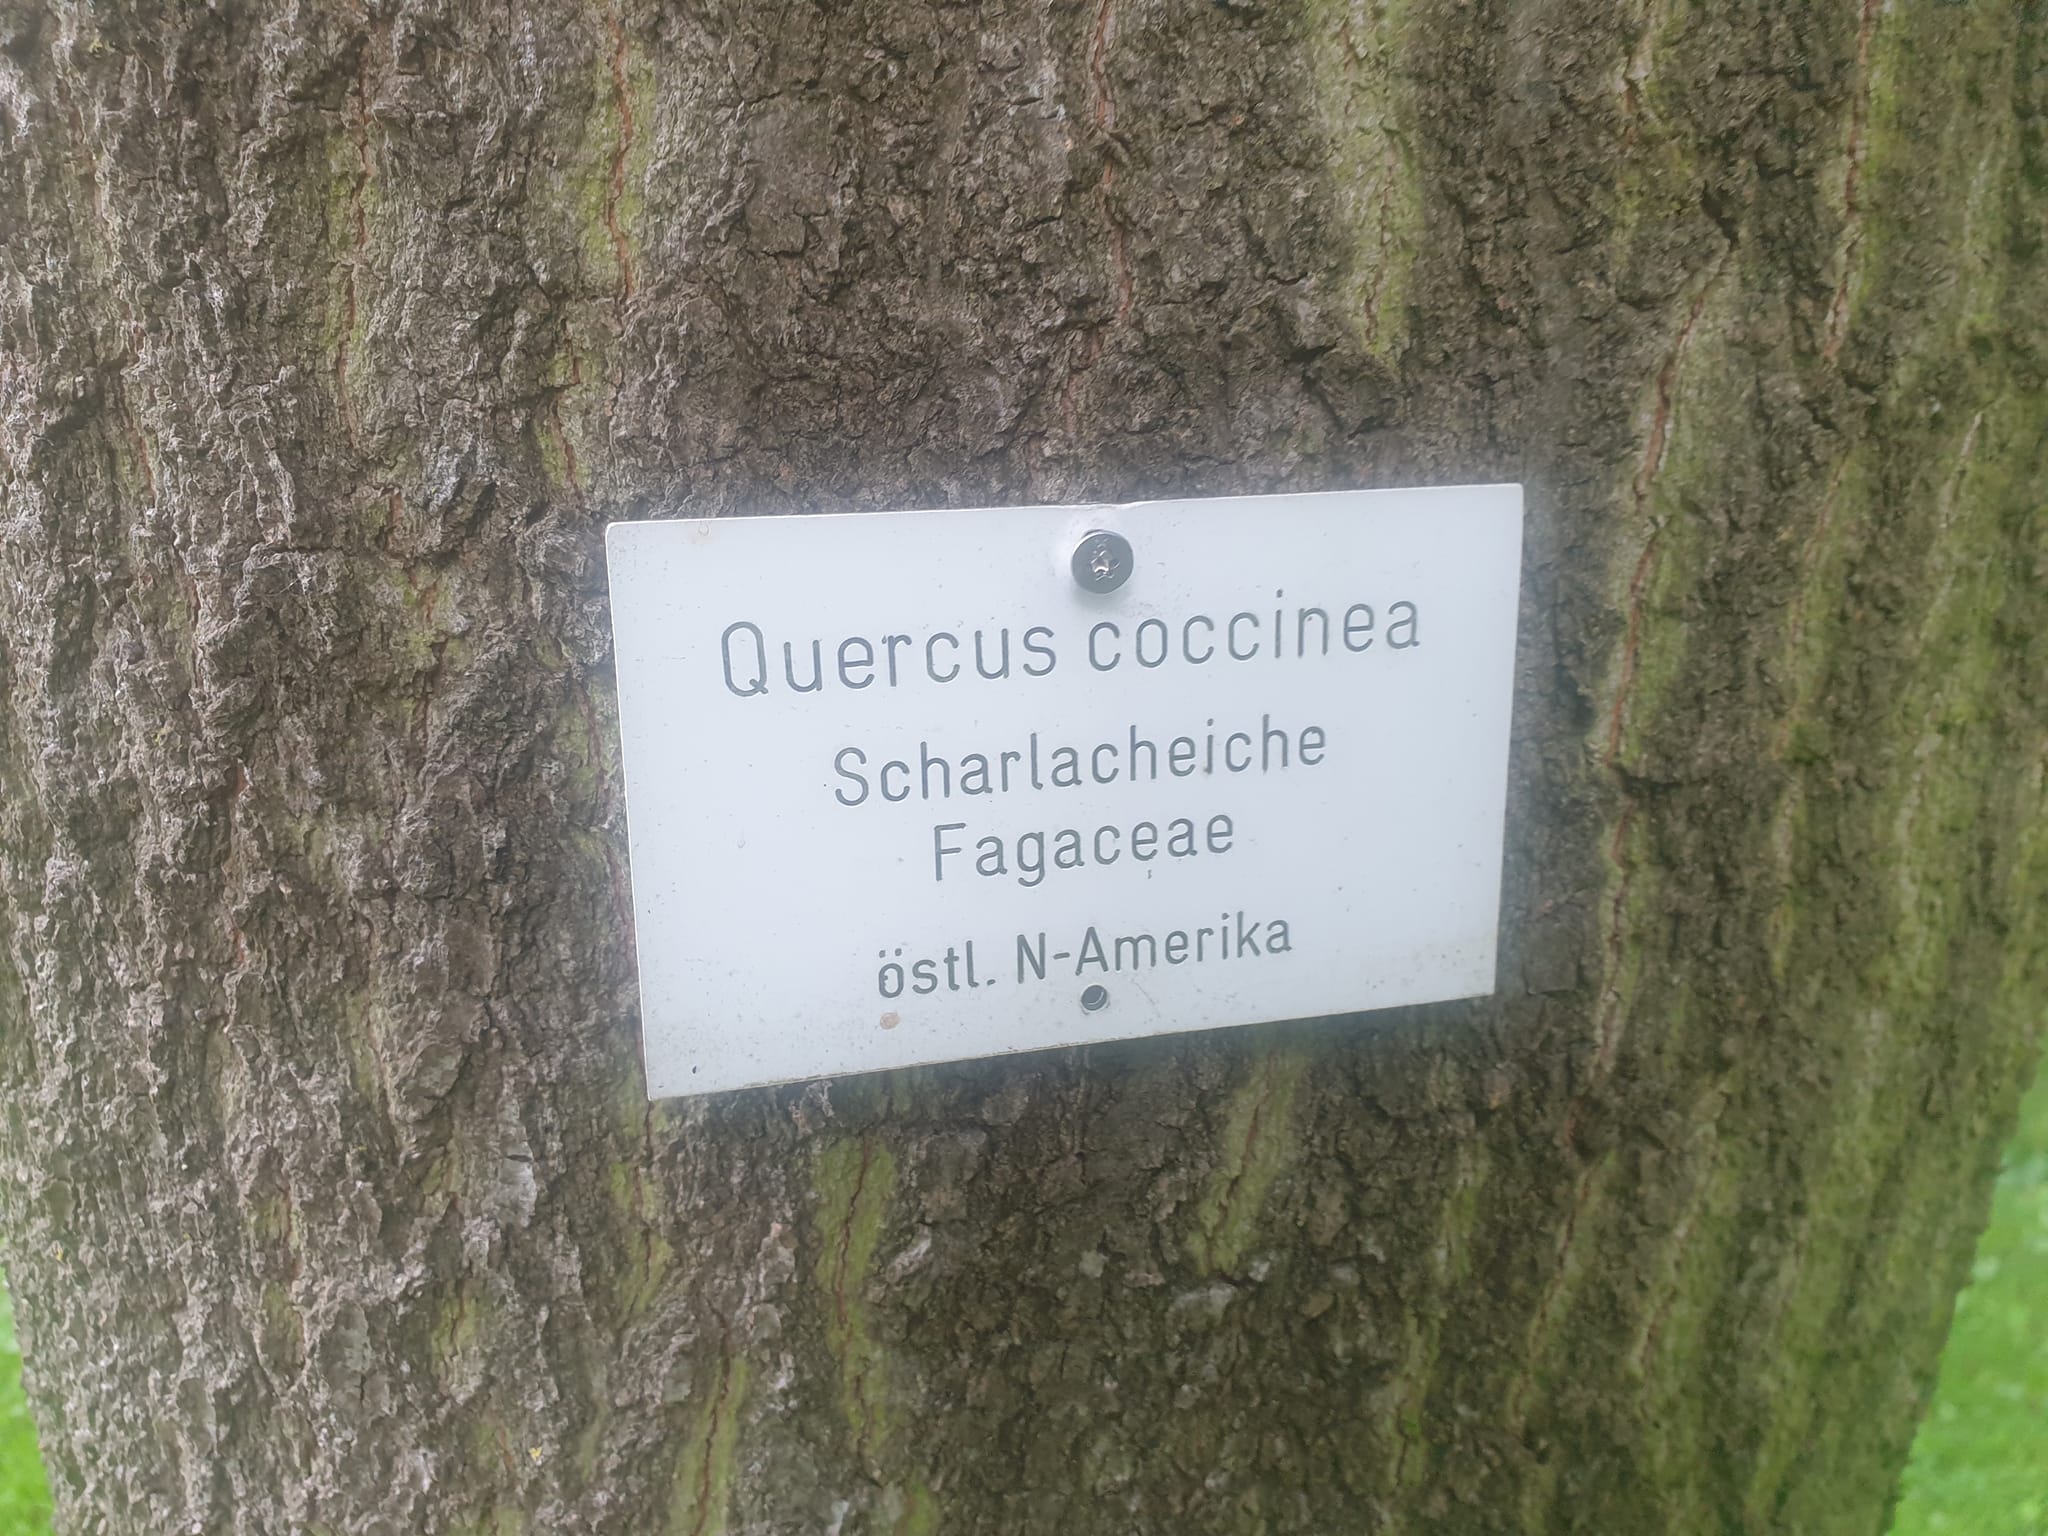 Quercus coccinea
Scharlacheiche
Fagaceae
östl. N-Amerika